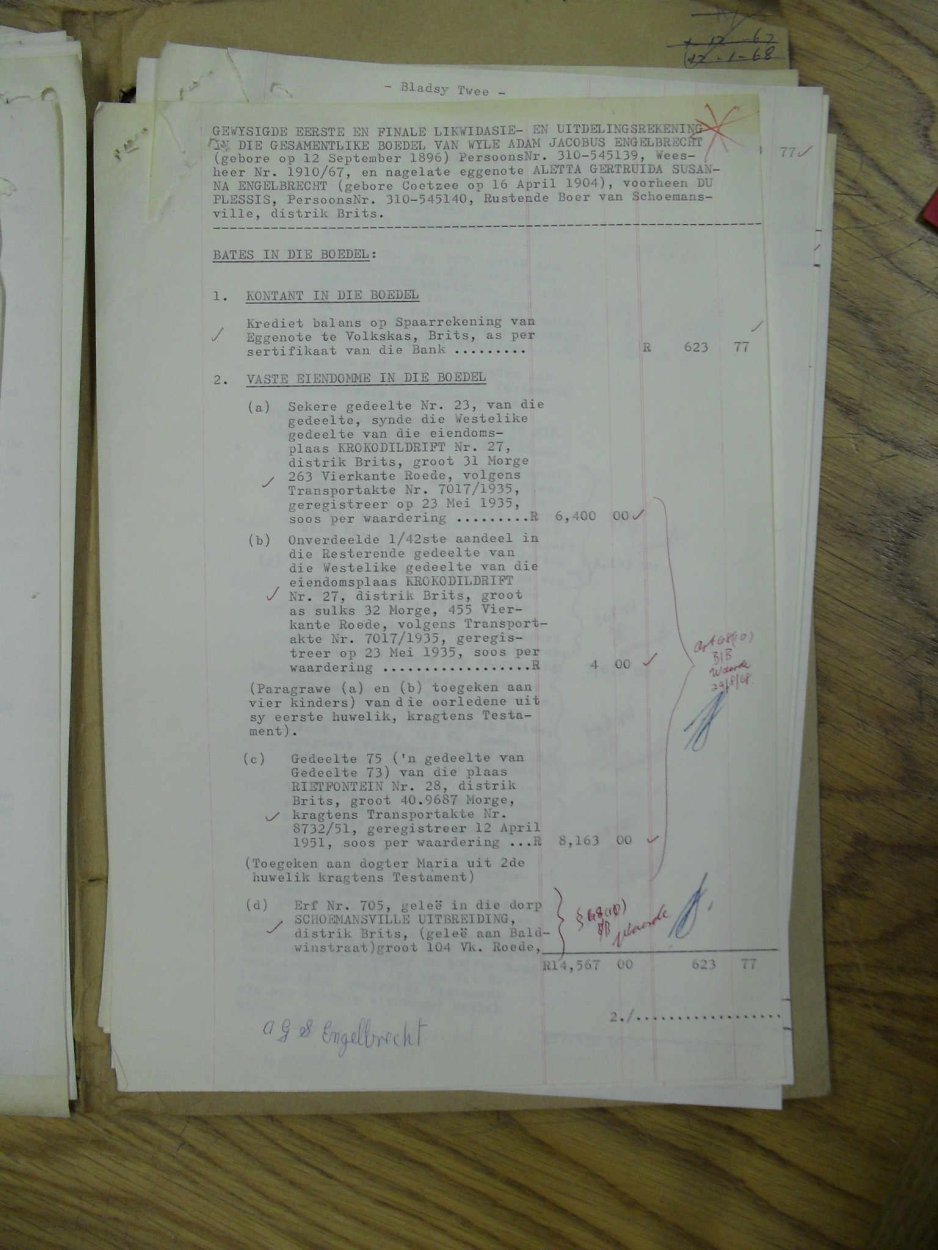 12-1-68
- Bladsy Twee -
GEWYSIGDE EERSTE EN FINALE LIKWIDASIE- EN UITDELINGSREKENING
IN DIE GESAMENTLIKE BOEDEL VAN WYLE ADAM JACOBUS ENGELBRECHT
(gebore op 12 September 1896) PersoonsNr. 310-545139, Wees-
heer Nr. 1910/67, en nagelate eggenote ALETTA GERTRUIDA SUSAN-
NA ENGELBRECHT (gebore Coetzee op 16 April 1904), voorheen DU
PLESSIS, PersoonsNr. 310-545140, Rustende Boer van Schoemans-
ville, distrik Brits.
77
BATES IN DIE BOEDEL:
1. KONTANT IN DIE BOEDEL
Krediet balans op Spaarrekening van
Eggenote te Volkskas, Brits, as per
sertifikaat van die Bank ......... R 623 77
2. VASTE EIENDOMME IN DIE BOEDEL
(a) Sekere gedeelte Nr. 23, van die
gedeelte, synde die Westelike
gedeelte van die eiendoms-
plaas KROKODILDRIFT Nr. 27,
distrik Brits, groot 31 Morge
263 Vierkante Roede, volgens
Transportakte Nr. 7017/1935,
geregistreer op 23 Mei 1935,
soos per waardering .........R 6,400 00
(b) Onverdeelde 1/42ste aandeel in
die Resterende gedeelte van
die Westelike gedeelte van die
eiendomsplaas KROKODILDRIFT
Nr. 27, distrik Brits, groot
as sulks 32 Morge, 455 Vier-
kante Roede, volgens Transport-
akte Nr. 7017/1935, geregis-
treer op 23 Mei 1935, soos per
waardering ..................R 4 00
Art 68(10)
B/B
Waarde
29/8/68
(Paragrawe (a) en (b) toegeken aan
vier kinders) van die oorledene uit
sy eerste huwelik, kragtens Testa-
ment).
(c) Gedeelte 75 ('n gedeelte van
Gedeelte 73) van die plaas
RIETFONTEIN Nr. 28, distrik
Brits, groot 40.9687 Morge,
kragtens Transportakte Nr.
8732/51, geregistreer 12 April
1951, soos per waardering ...R 8,163 00
(Toegeken aan dogter Maria uit 2de
huwelik kragtens Testament)
(d) Erf Nr. 705, geleë in die dorp
SCHOEMANSVILLE UITBREIDING,
distrik Brits, (geleë aan Bald-
winstraat)groot 104 Vk. Roede,
§ 68(10)
B/B Waarde
R14,567 00 623 77
2./..................
A G S Engelbrecht